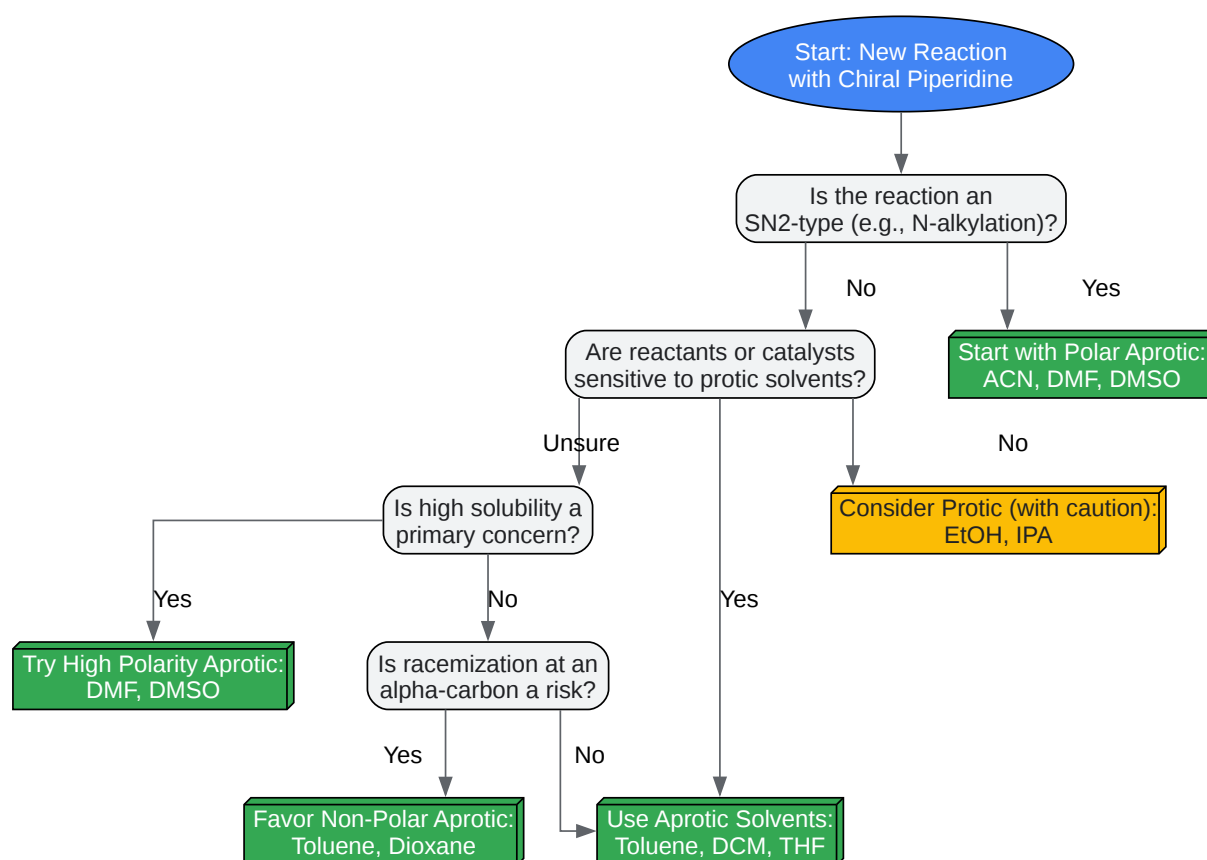 Start: New Reaction
with Chiral Piperidine
Is the reaction an
SN2-type (e.g., N-alkylation)?
No
Yes
Are reactants or catalysts
sensitive to protic solvents?
Start with Polar Aprotic:
ACN, DMF, DMSO
Unsure
No
Is high solubility a
primary concern?
Consider Protic (with caution):
EtOH, IPA
Yes
No
Yes
Try High Polarity Aprotic:
DMF, DMSO
Is racemization at an
alpha-carbon a risk?
Yes
No
Favor Non-Polar Aprotic:
Toluene, Dioxane
Use Aprotic Solvents:
Toluene, DCM, THF